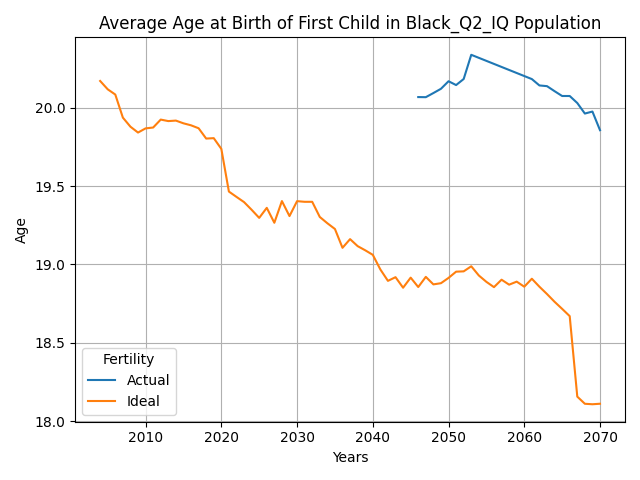 Average Age at Birth of First Child in Black_Q2_IQ Population
Age
20.0
19.5
19.0
18.5
18.0
Fertility
Actual
Ideal
2010 2020 2030 2040 2050 2060 2070
Years